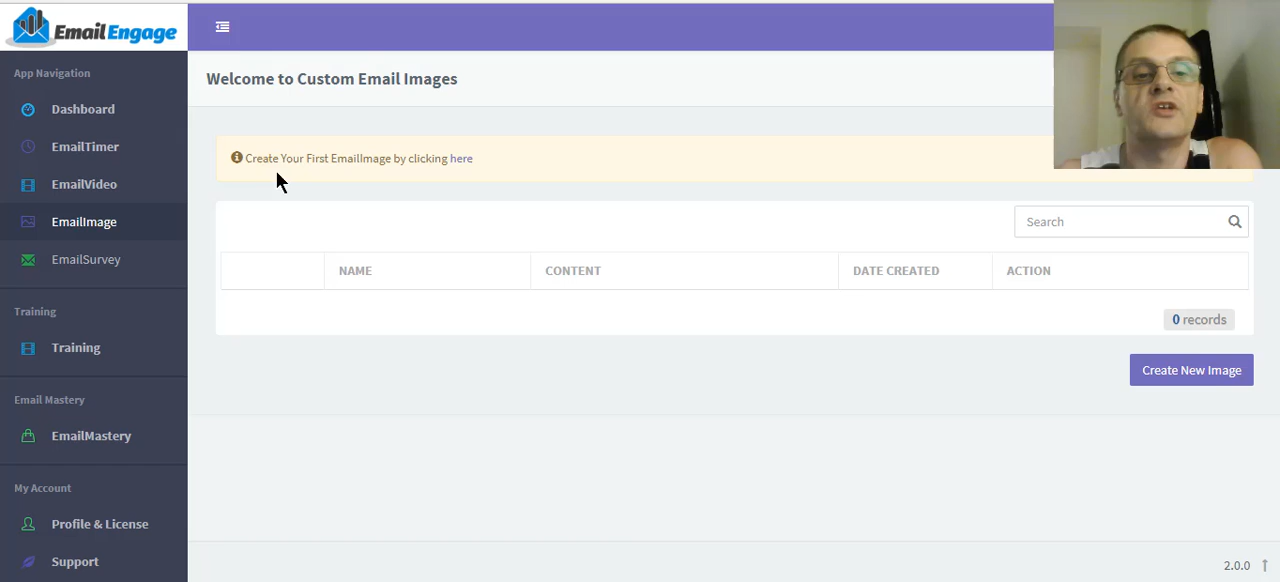 EmailEngage
App Navigation
Dashboard
EmailTimer
EmailVideo
EmailImage
EmailSurvey
Training
Training
Email Mastery
EmailMastery
My Account
Profile & License
Support
Welcome to Custom Email Images
Create Your First EmailImage by clicking here
Search
NAME CONTENT DATE CREATED ACTION
0 records
Create New Image
2.0.0